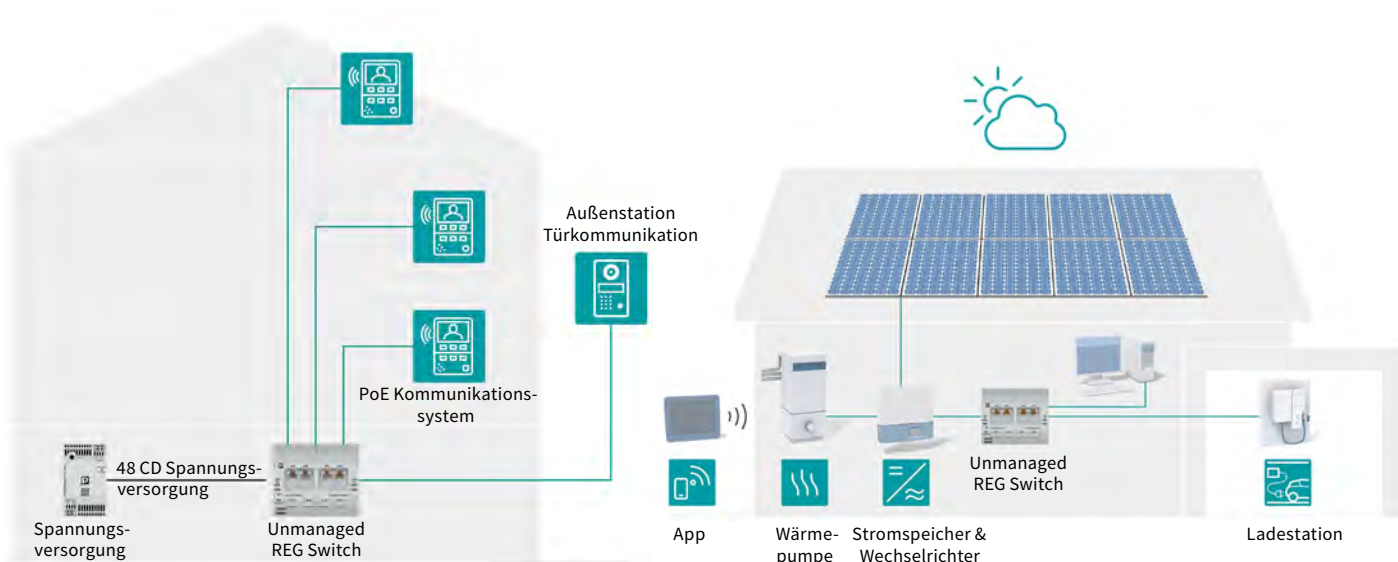 Außenstation
Türkommunikation
PoE Kommunikations-
system
48 CD Spannungs-
versorgung
Spannungs-
versorgung
Unmanaged
REG Switch
Unmanaged
REG Switch
App
Wärme-
pumpe
Stromspeicher &
Wechselrichter
Ladestation